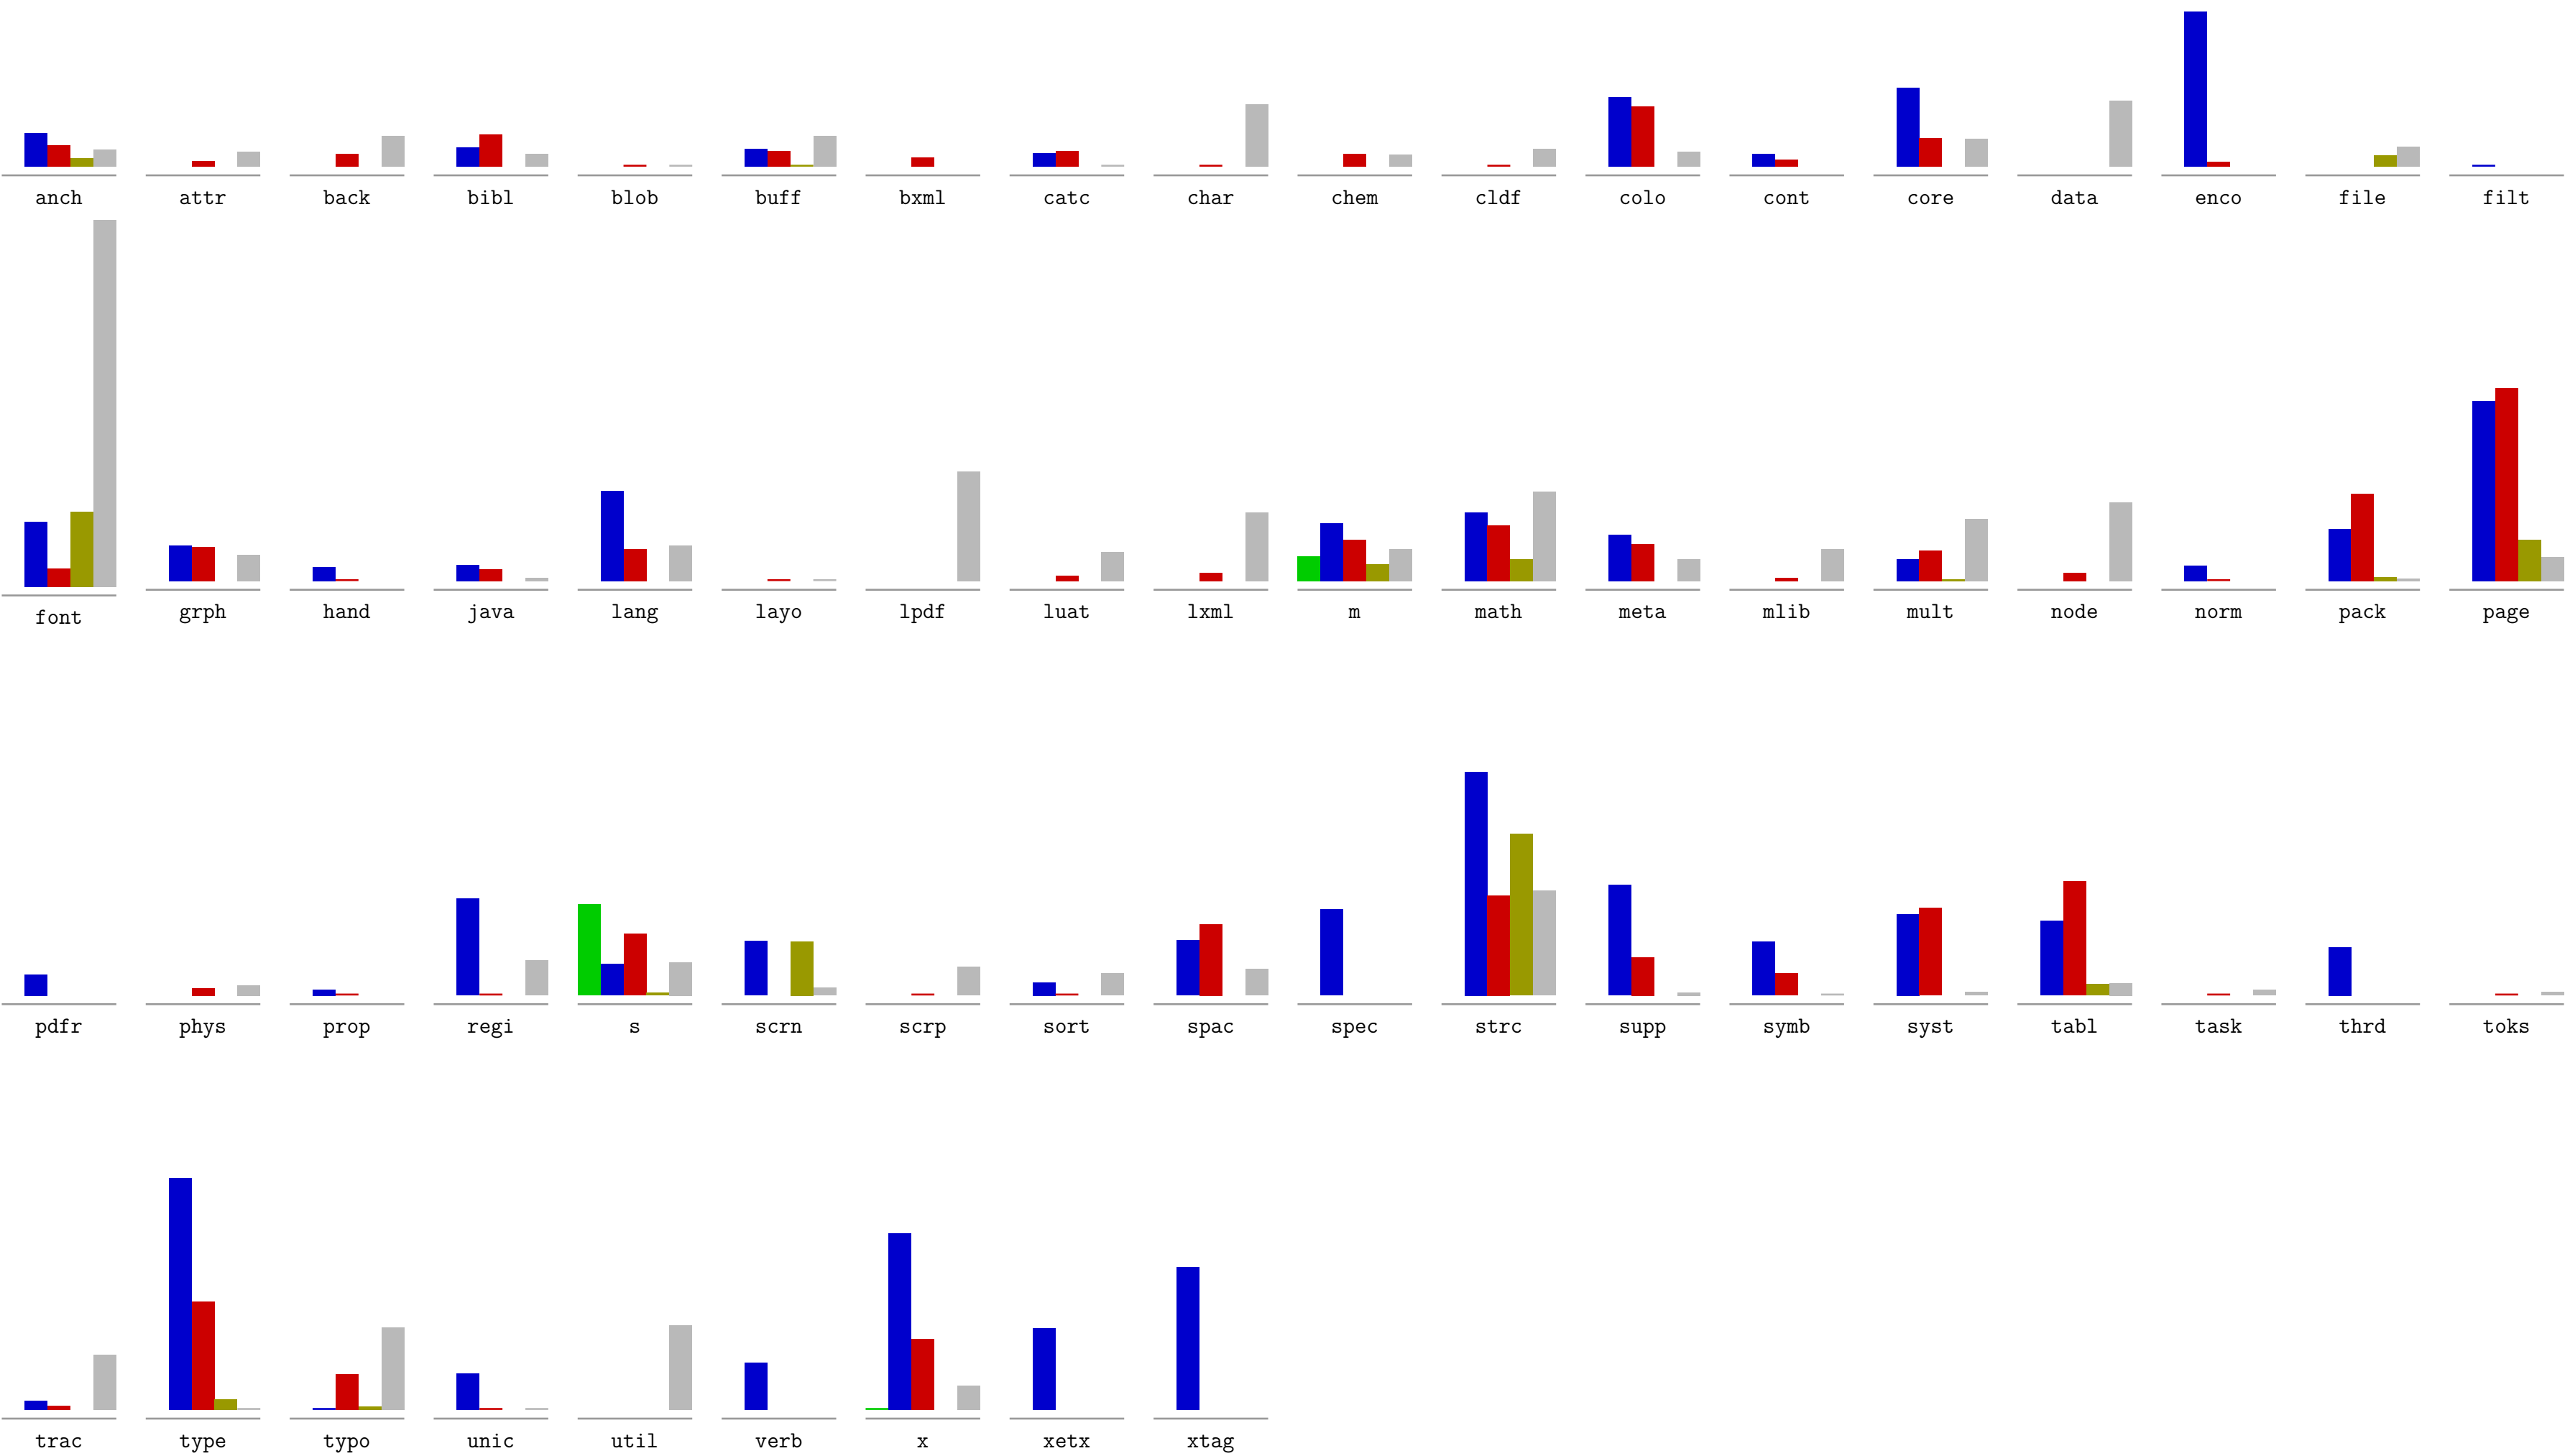 anch attr back bibl blob buff bxml catc char chem cldf colo cont core data enco file filt
font grph hand java lang layo lpdf luat lxml m math meta mlib mult node norm pack page
pdfr phys prop regi s scrn scrp sort spac spec strc supp symb syst tabl task thrd toks
trac type typo unic util verb x xetx xtag